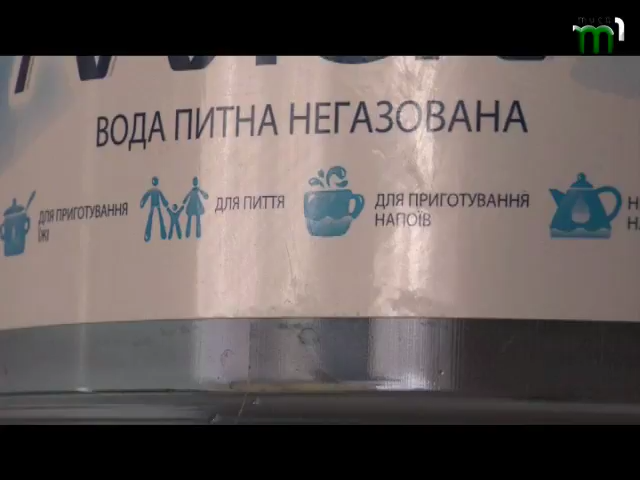 ВОДА ПИТНА НЕГАЗОВАНА
ДЛЯ ПРИГОТУВАННЯ
ЇЖІ
ДЛЯ ПИТТЯ
ДЛЯ ПРИГОТУВАННЯ
НАПОЇВ